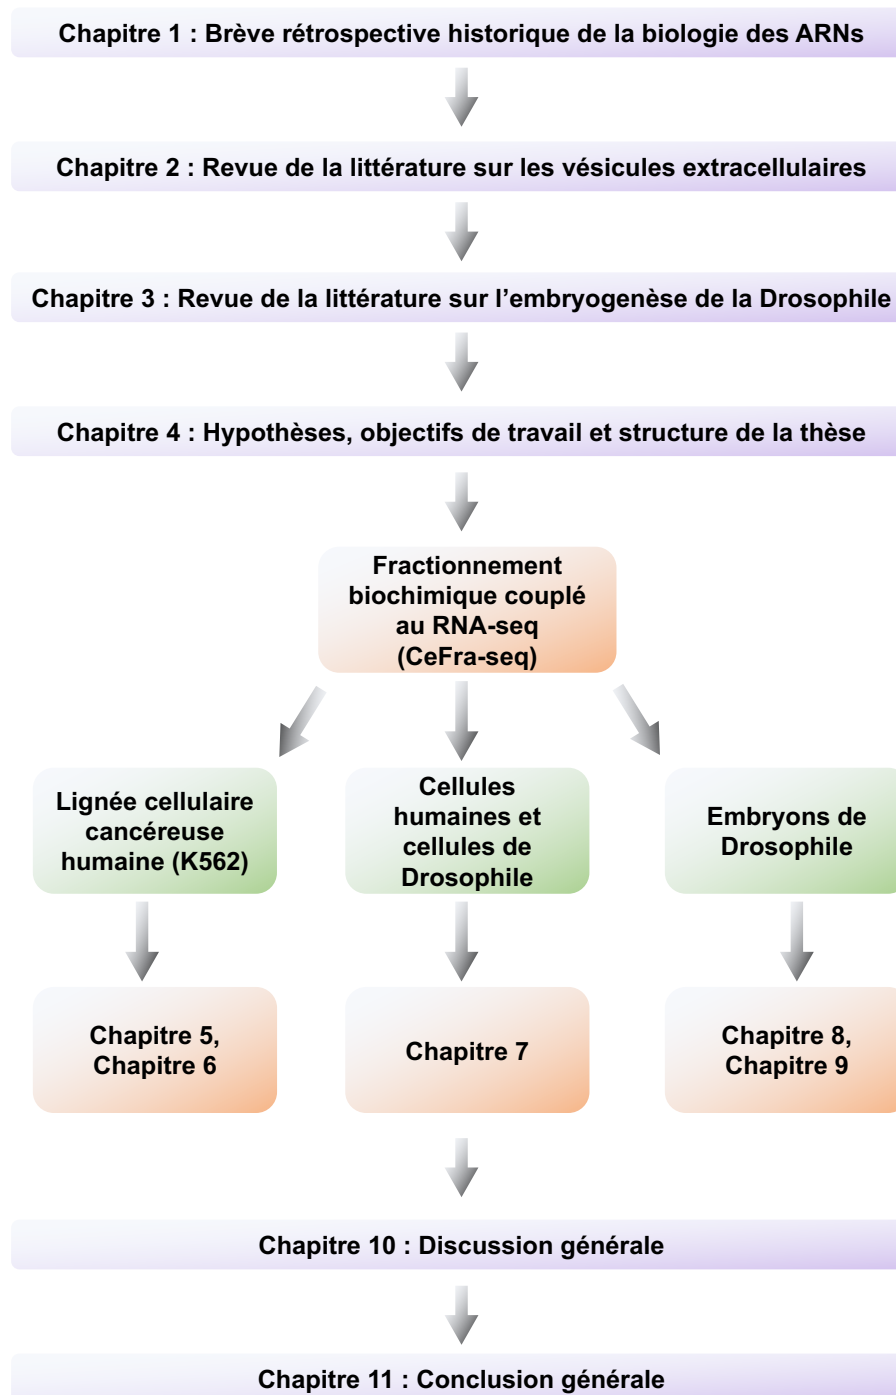 Chapitre 1 : Brève rétrospective historique de la biologie des ARNs
Chapitre 2 : Revue de la littérature sur les vésicules extracellulaires
Chapitre 3 : Revue de la littérature sur l’embryogenèse de la Drosophile
Chapitre 4 : Hypothèses, objectifs de travail et structure de la thèse
Fractionnement
biochimique couplé
au RNA-seq
(CeFra-seq)
Lignée cellulaire
cancéreuse
humaine (K562)
Cellules
humaines et
cellules de
Drosophile
Embryons de
Drosophile
Chapitre 5,
Chapitre 6
Chapitre 7
Chapitre 8,
Chapitre 9
Chapitre 10 : Discussion générale
Chapitre 11 : Conclusion générale